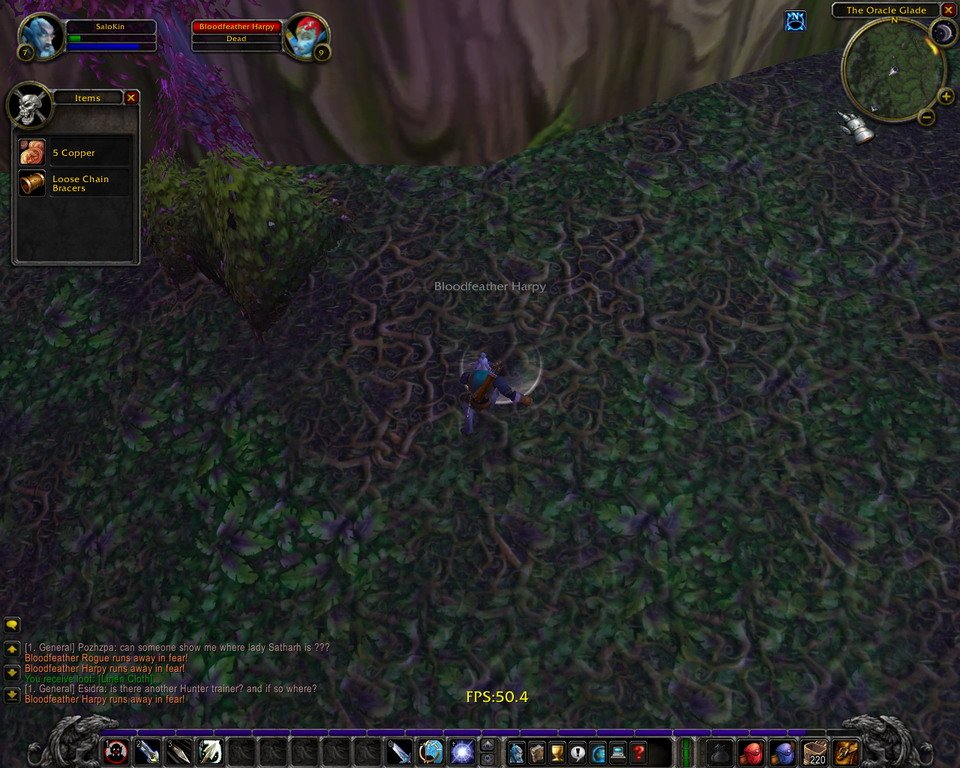 SaloKin
7
Bloodfeather Harpy
Dead
9
N
The Oracle Glade
N
Items
5 Copper
Loose Chain
Bracers
Bloodfeather Harpy
[1. General] Pozhzpa: can someone show me where lady Satharh is ???
Bloodfeather Rogue runs away in fear!
Bloodfeather Harpy runs away in fear!
You receive loot: [Linen Cloth].
[1. General] Esidra: is there another Hunter trainer? and if so where?
Bloodfeather Harpy runs away in fear!
FPS:50.4
220